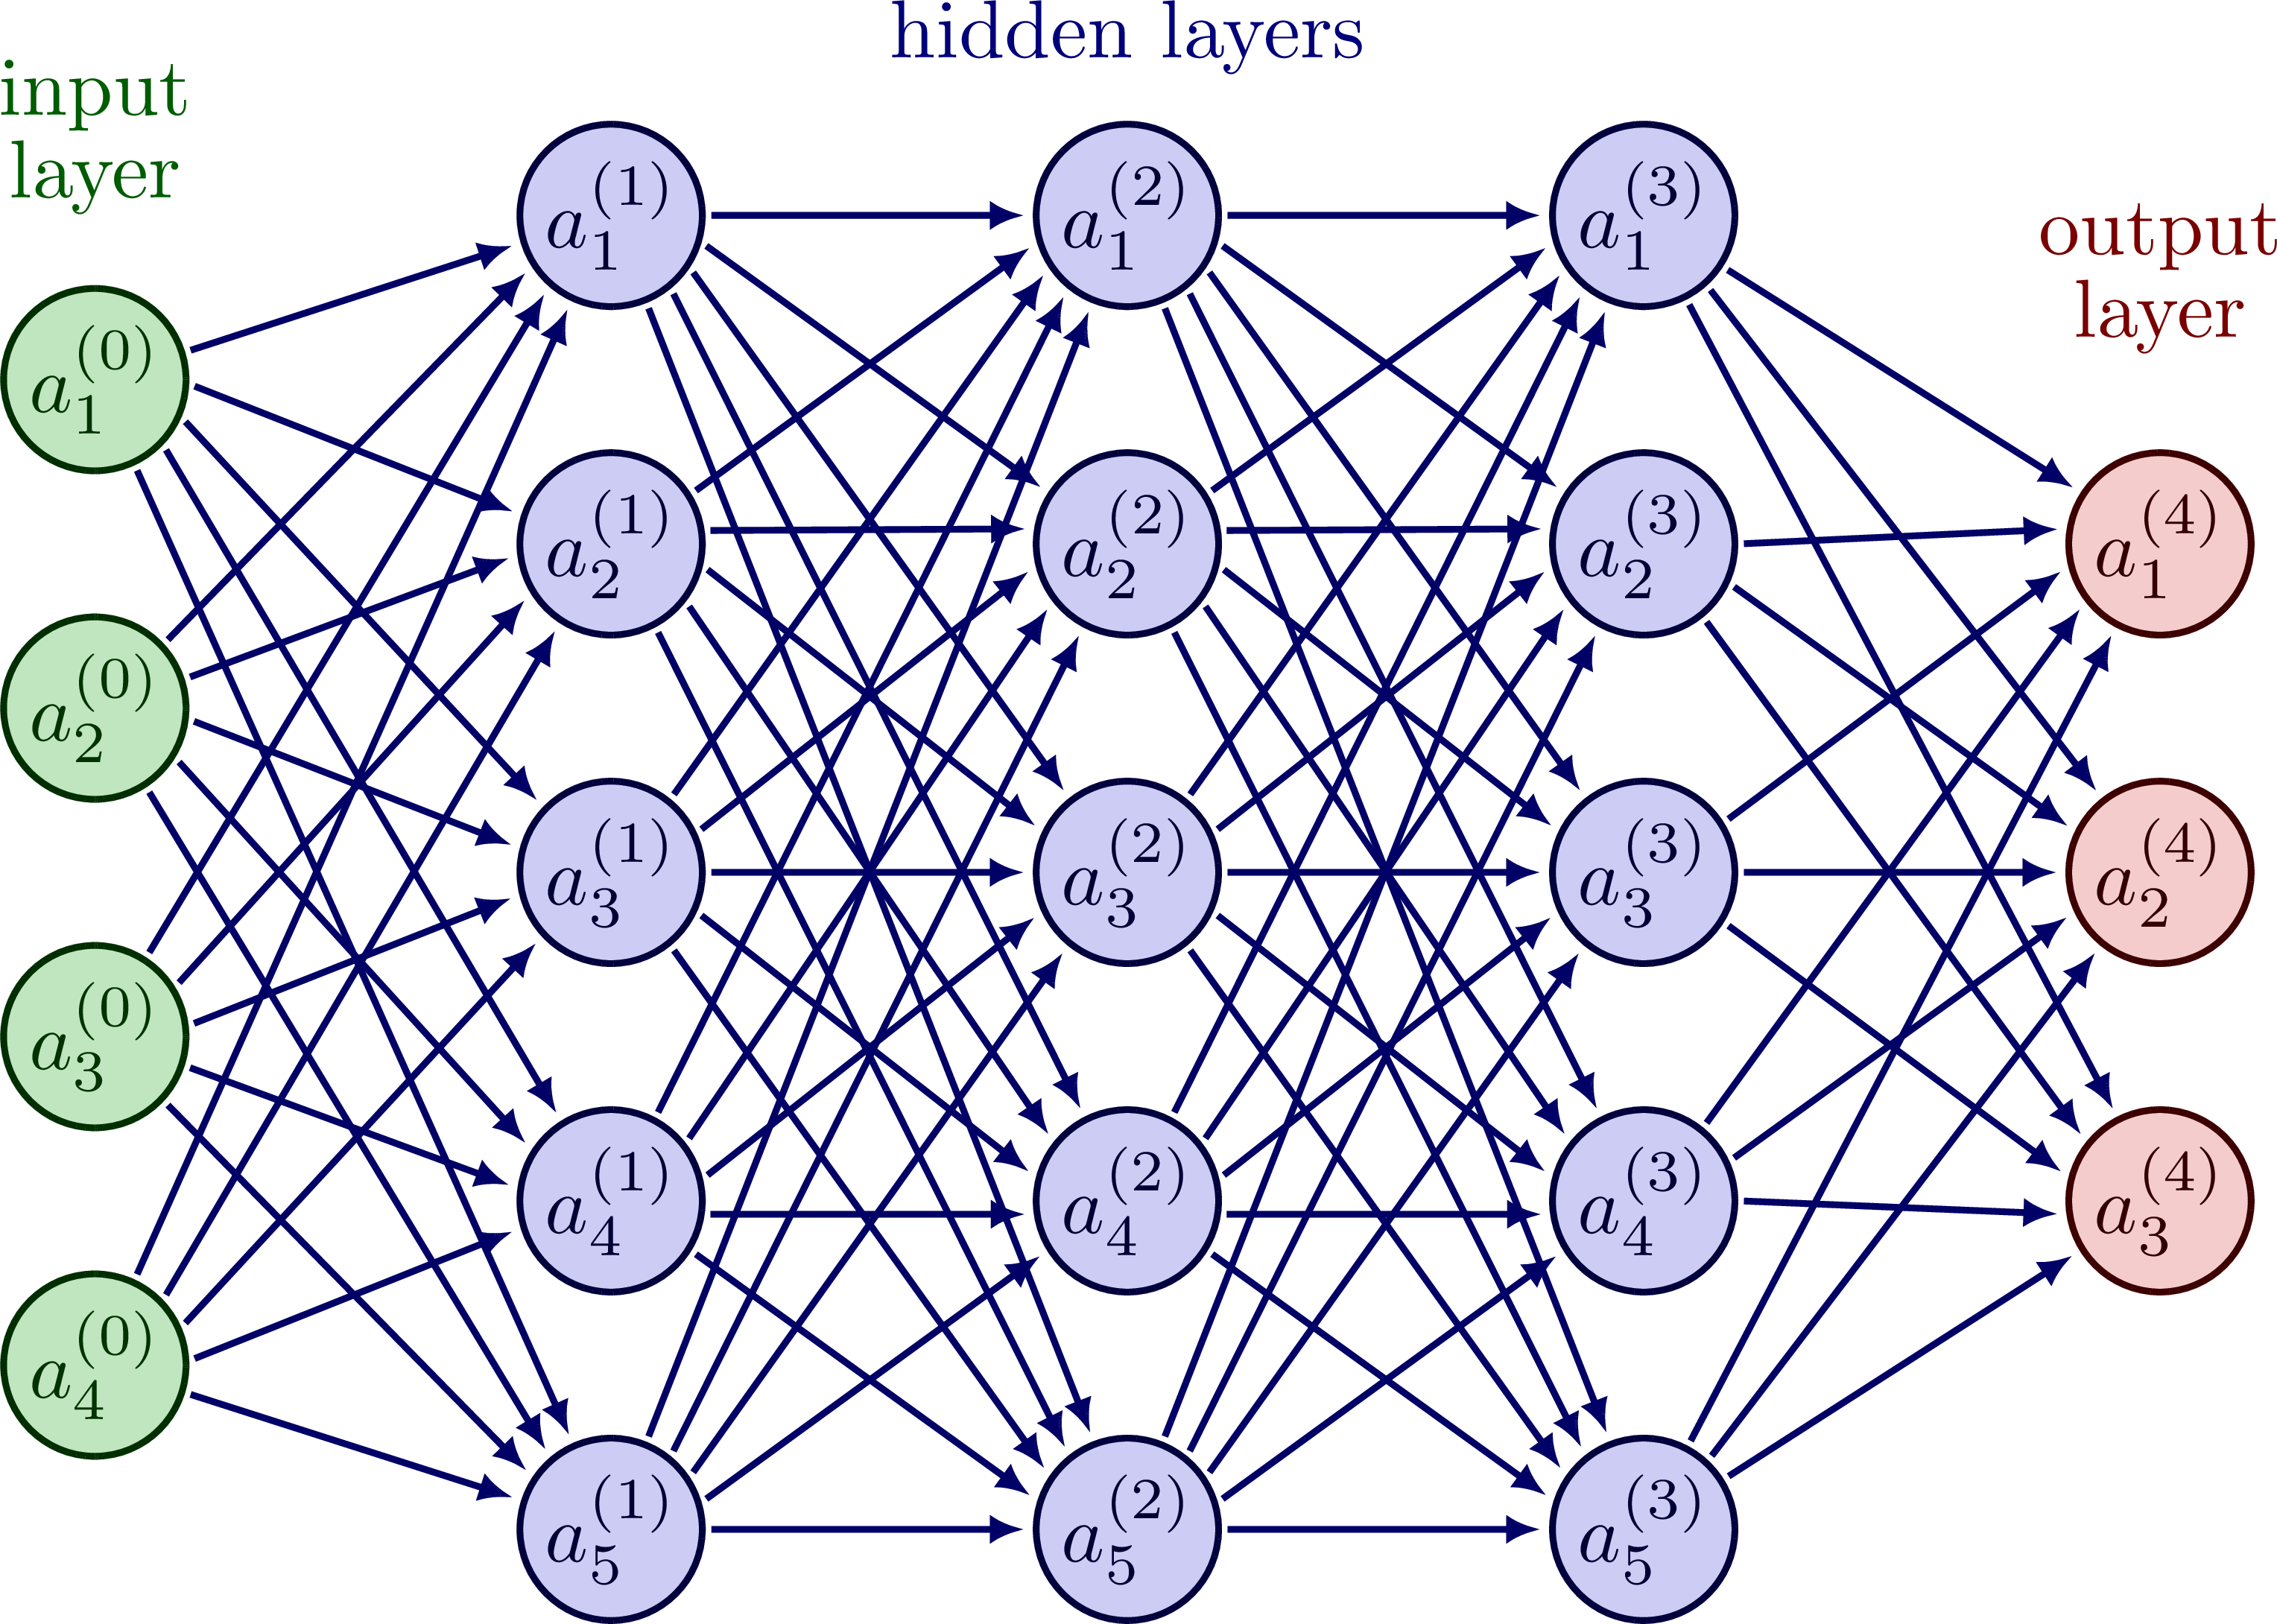 hidden layers
input
layer
output
layer
a_1^{(0)}
a_2^{(0)}
a_3^{(0)}
a_4^{(0)}
a_1^{(1)}
a_2^{(1)}
a_3^{(1)}
a_4^{(1)}
a_5^{(1)}
a_1^{(2)}
a_2^{(2)}
a_3^{(2)}
a_4^{(2)}
a_5^{(2)}
a_1^{(3)}
a_2^{(3)}
a_3^{(3)}
a_4^{(3)}
a_5^{(3)}
a_1^{(4)}
a_2^{(4)}
a_3^{(4)}